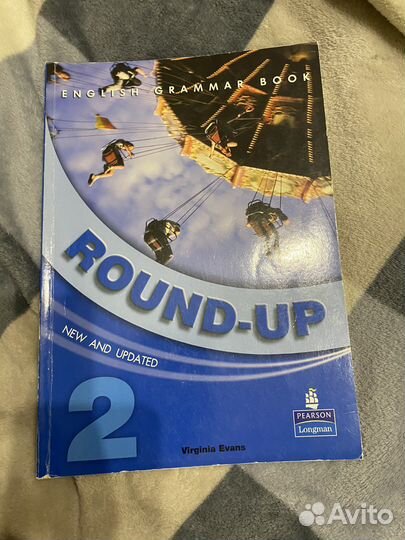 ENGLISH GRAMMAR BOOK
ROUND-UP
NEW AND UPDATED
2
Virginia Evans
PEARSON
Longman
Avito